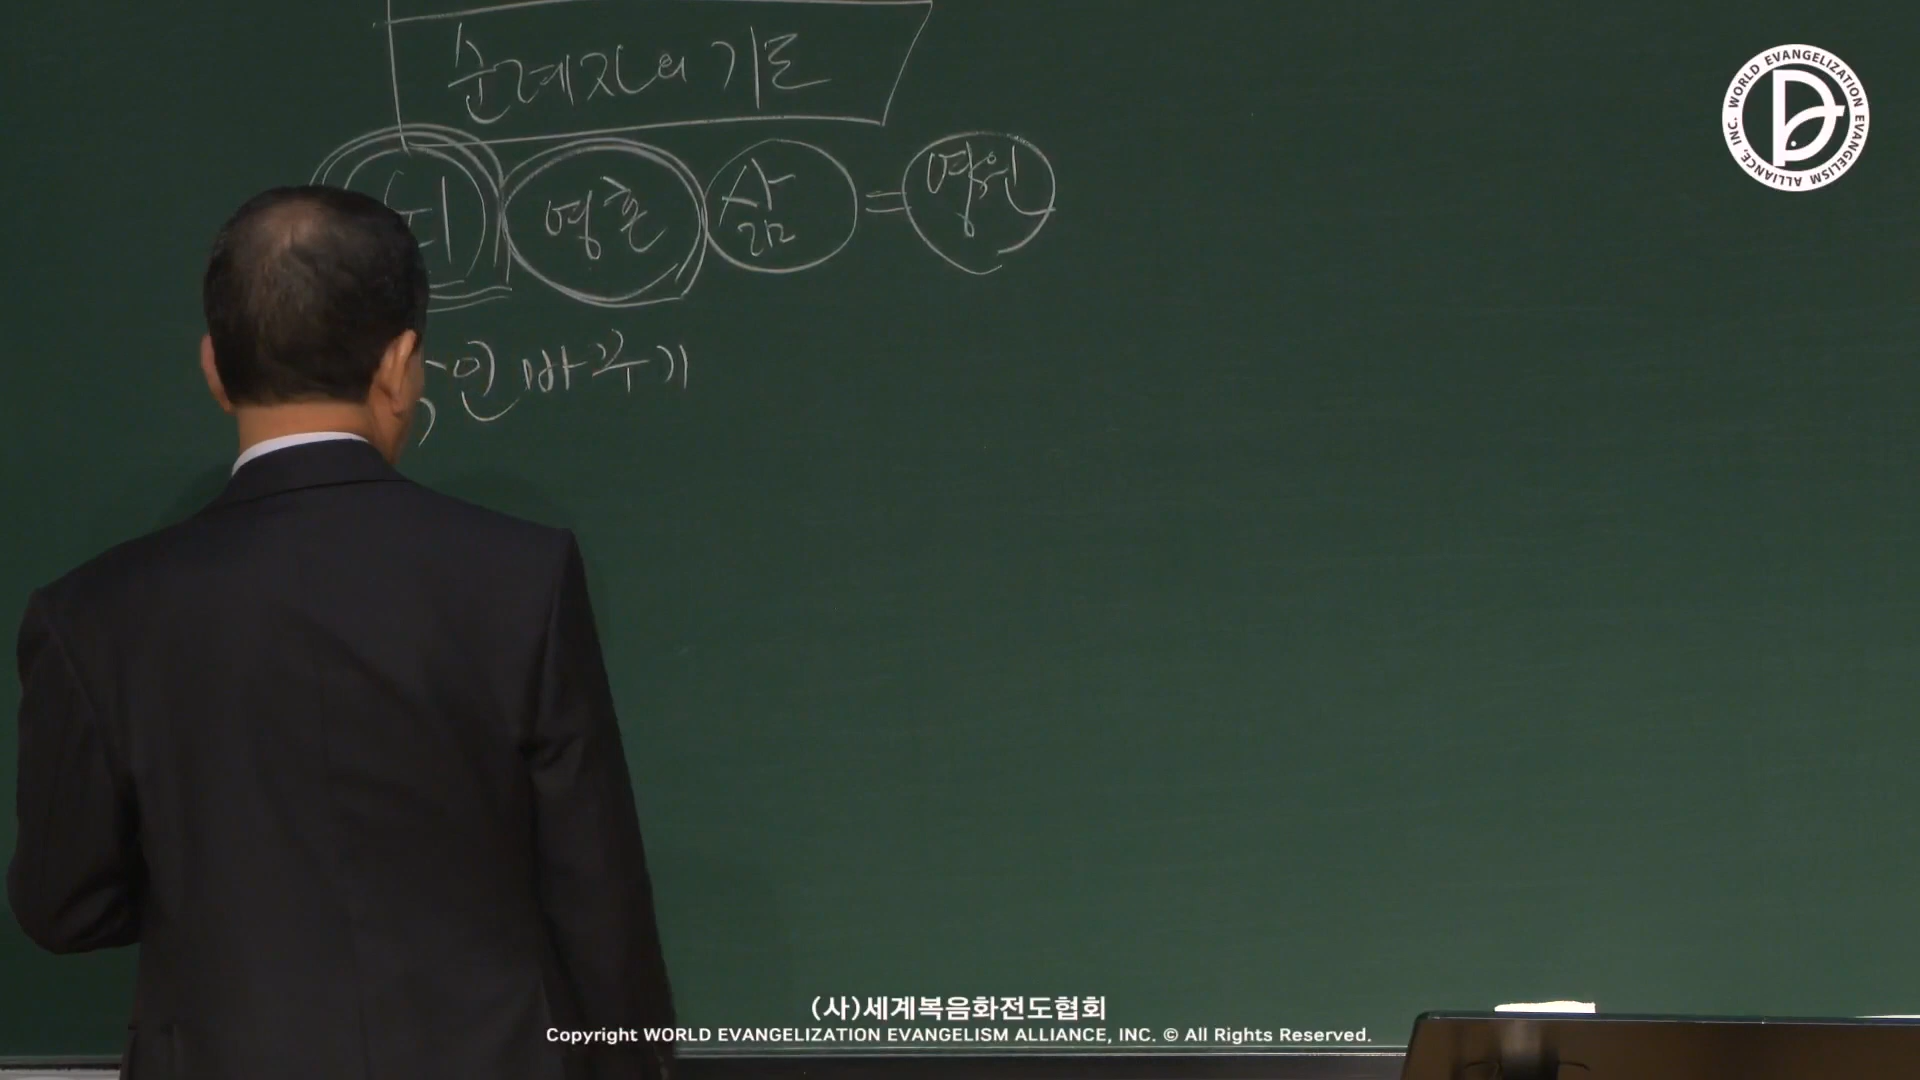 순례자의 기도
뇌 영혼 삶 = 영원
인 바꾸기
WORLD EVANGELIZATION EVANGELISM ALLIANCE, INC.
(사)세계복음화전도협회
Copyright WORLD EVANGELIZATION EVANGELISM ALLIANCE, INC. © All Rights Reserved.